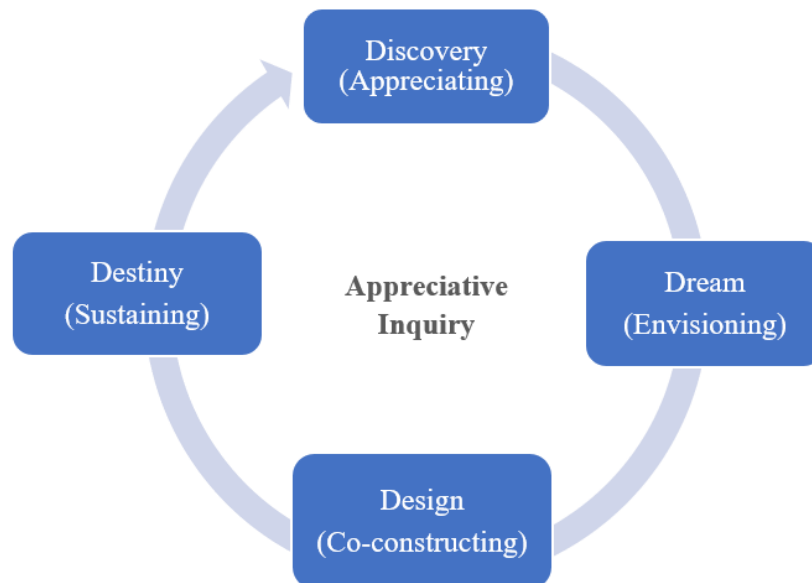 Discovery
(Appreciating)
Dream
(Envisioning)
Design
(Co-constructing)
Destiny
(Sustaining)
Appreciative
Inquiry